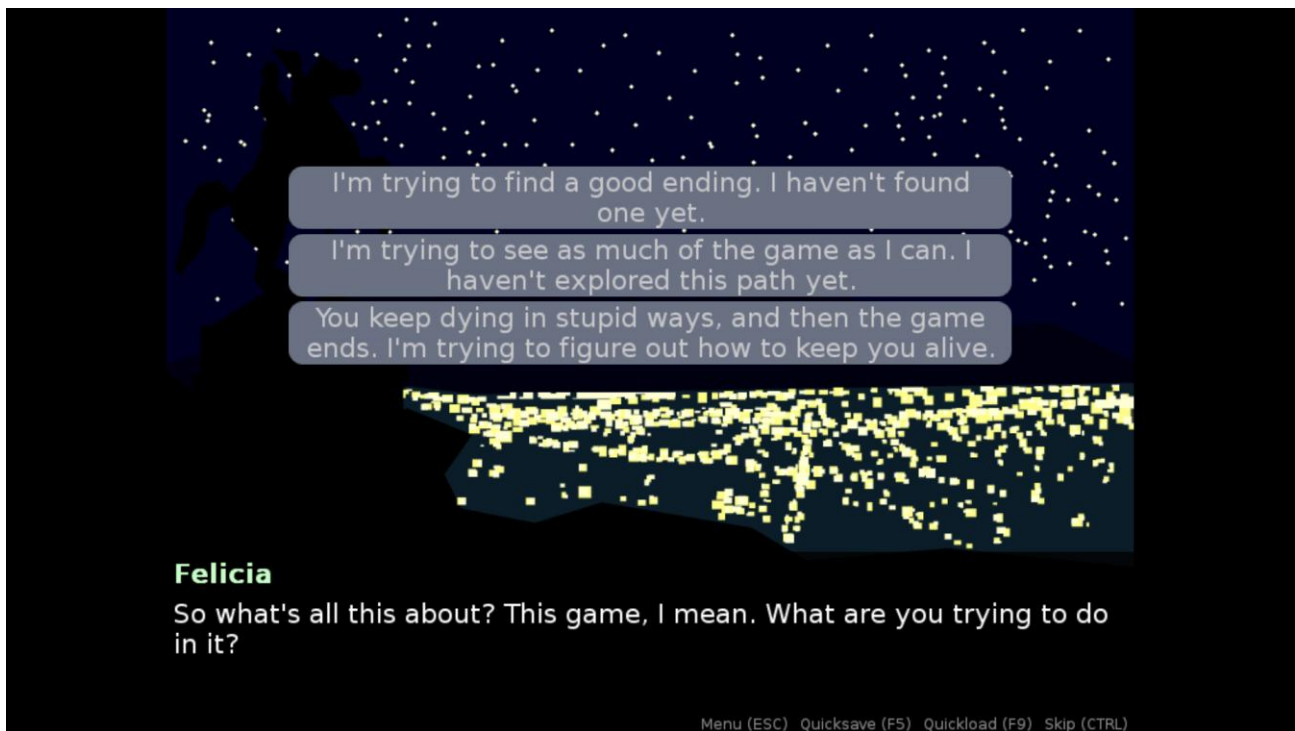 I'm trying to find a good ending. I haven't found
one yet.
I'm trying to see as much of the game as I can. I
haven't explored this path yet.
You keep dying in stupid ways, and then the game
ends. I'm trying to figure out how to keep you alive.
Felicia
So what's all this about? This game, I mean. What are you trying to do
in it?
Menu (ESC) Quicksave (F5) Quickload (F9) Skip (CTRL)